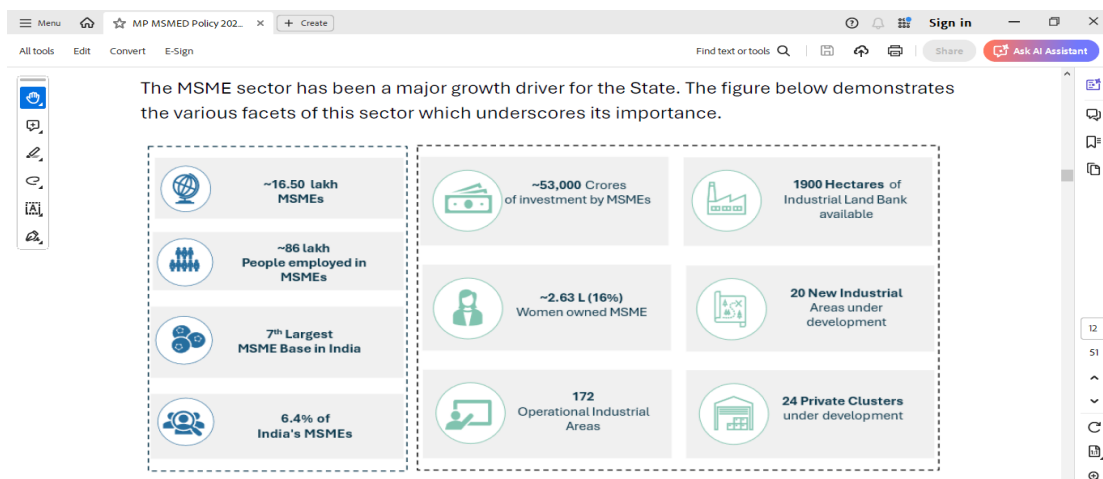 Menu
MP MSMED Policy 202...
+ Create
Sign in
All tools
Edit
Convert
E-Sign
Find text or tools
Share
Ask AI Assistant
The MSME sector has been a major growth driver for the State. The figure below demonstrates
the various facets of this sector which underscores its importance.
~16.50 lakh
MSMEs
~86 lakh
People employed in
MSMEs
7th Largest
MSME Base in India
6.4% of
India's MSMEs
~53,000 Crores
of investment by MSMEs
~2.63 L (16%)
Women owned MSME
172
Operational Industrial
Areas
1900 Hectares of
Industrial Land Bank
available
20 New Industrial
Areas under
development
24 Private Clusters
under development
12
51